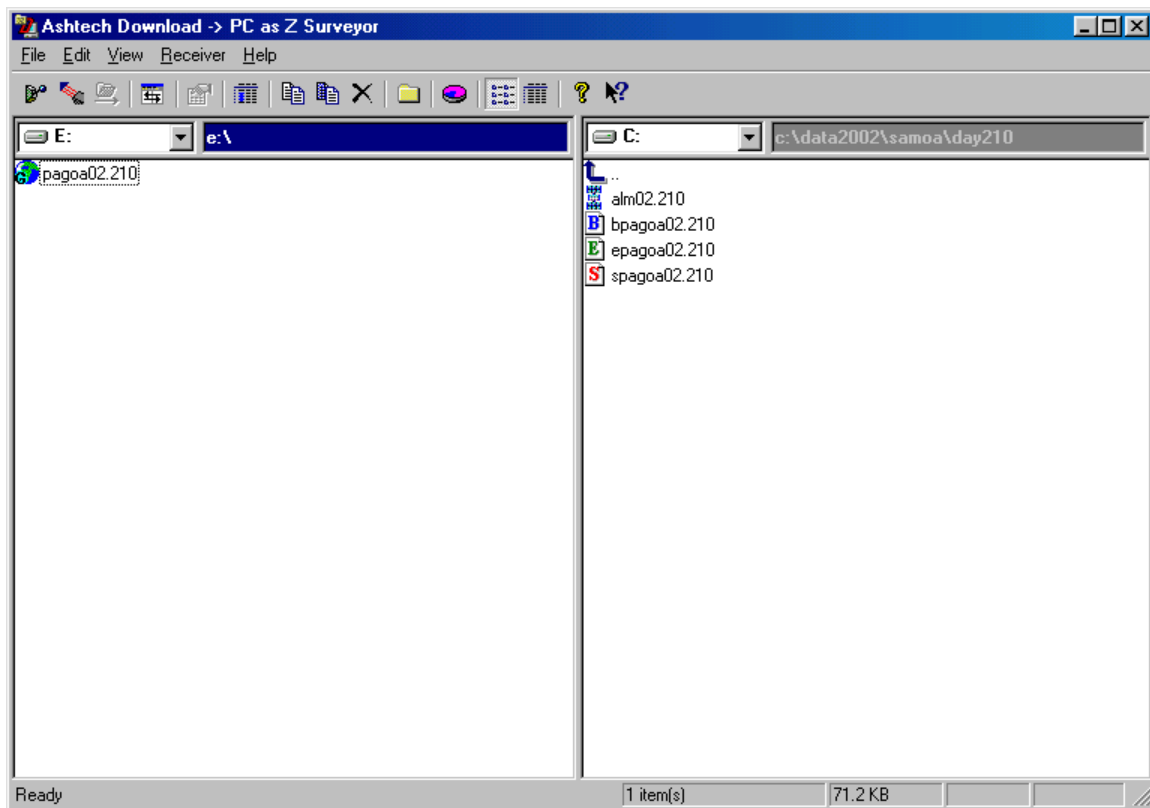 Ashtech Download -> PC as Z Surveyor
File Edit View Receiver Help
E: e:\
C: c:\data2002\samoa\day210
pagoa02.210
..
alm02.210
B bpagoa02.210
E epagoa02.210
S spagoa02.210
Ready 1 item(s) 71.2 KB